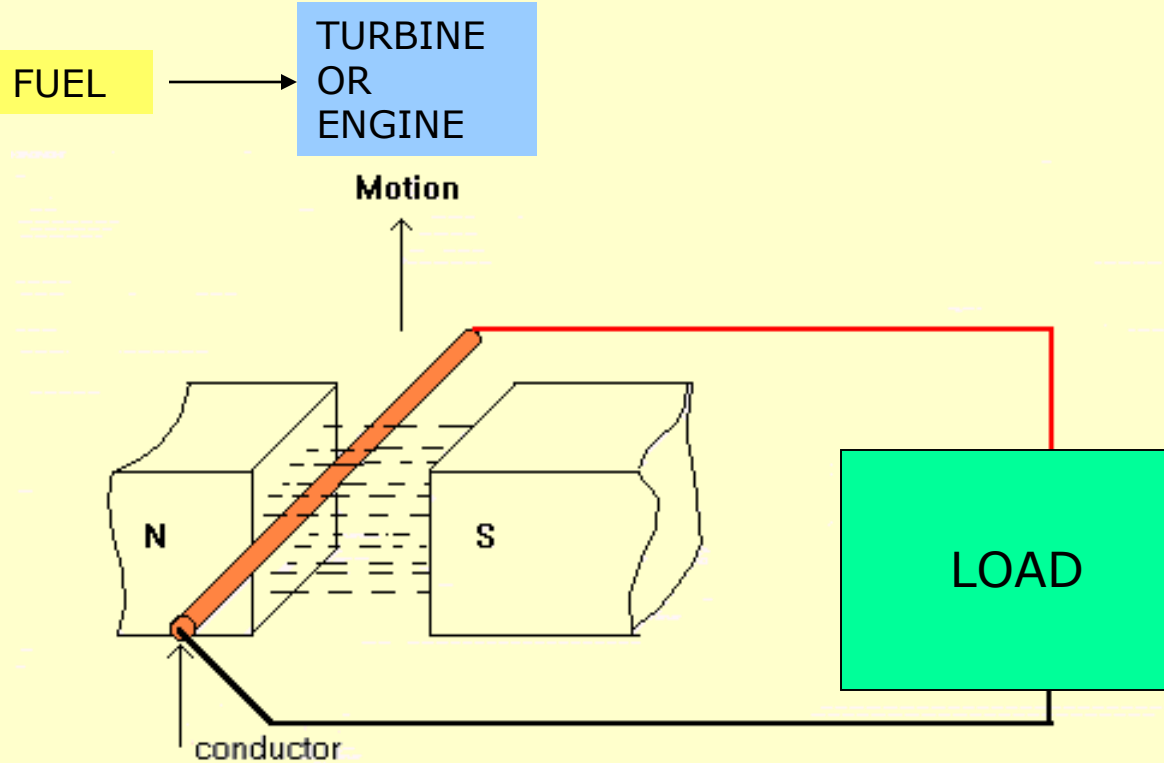 FUEL
TURBINE
OR
ENGINE
Motion
N
S
LOAD
conductor